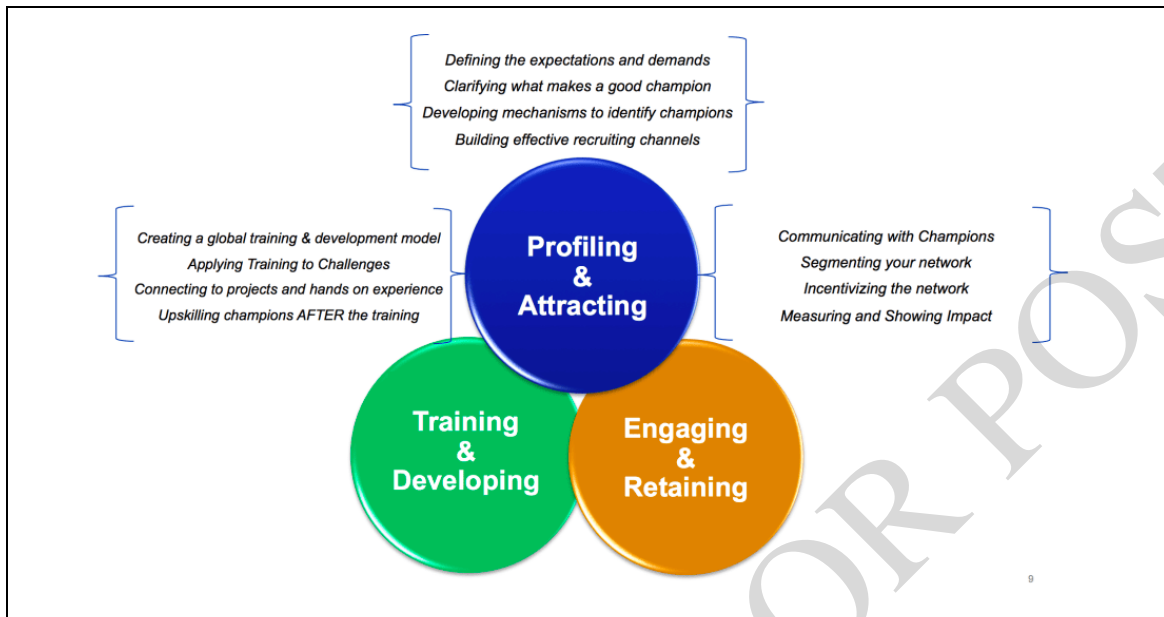 Defining the expectations and demands
Clarifying what makes a good champion
Developing mechanisms to identify champions
Building effective recruiting channels
Creating a global training & development model
Applying Training to Challenges
Connecting to projects and hands on experience
Upskilling champions AFTER the training
Profiling
&
Attracting
Communicating with Champions
Segmenting your network
Incentivizing the network
Measuring and Showing Impact
Training
&
Developing
Engaging
&
Retaining
9